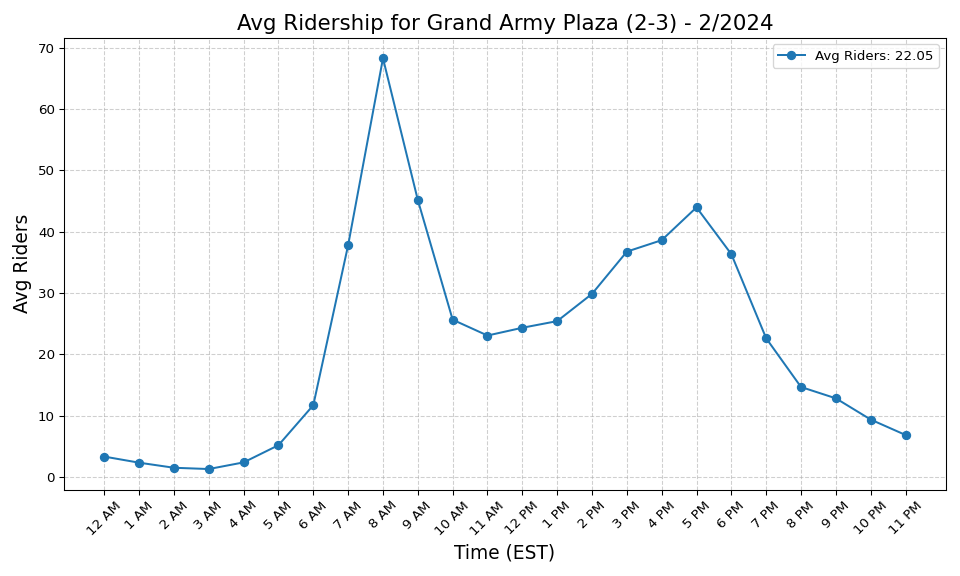 Avg Ridership for Grand Army Plaza (2-3) - 2/2024
Avg Riders: 22.05
Avg Riders
70
60
50
40
30
20
10
0
12 AM
1 AM
2 AM
3 AM
4 AM
5 AM
6 AM
7 AM
8 AM
9 AM
10 AM
11 AM
12 PM
1 PM
2 PM
3 PM
4 PM
5 PM
6 PM
7 PM
8 PM
9 PM
10 PM
11 PM
Time (EST)